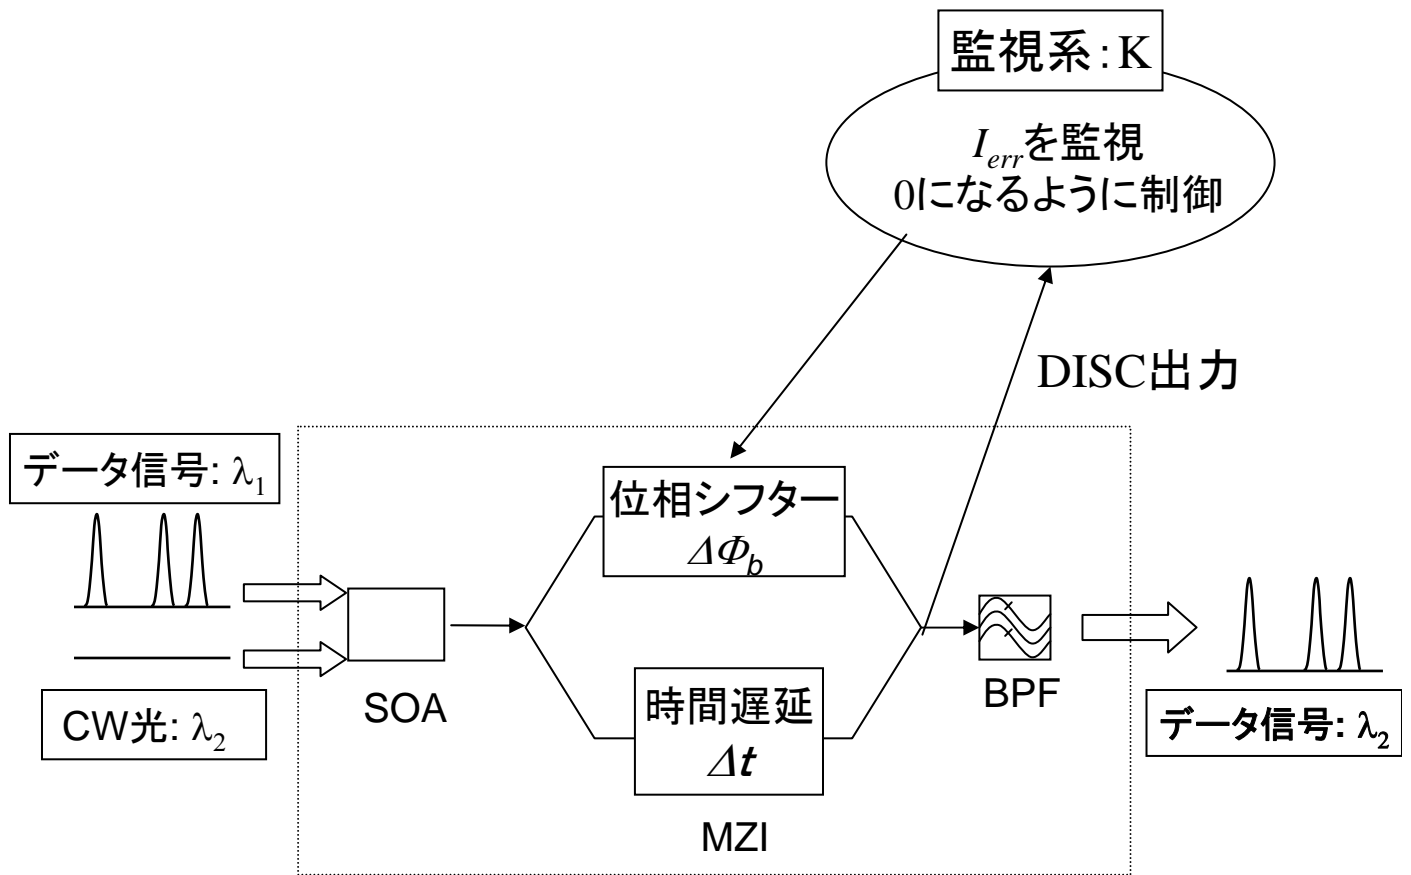 監視系：K
I_errを監視
0になるように制御
DISC出力
データ信号: λ₁
位相シフター
ΔΦ_b
SOA
CW光: λ₂
時間遅延
Δt
MZI
BPF
データ信号: λ₂